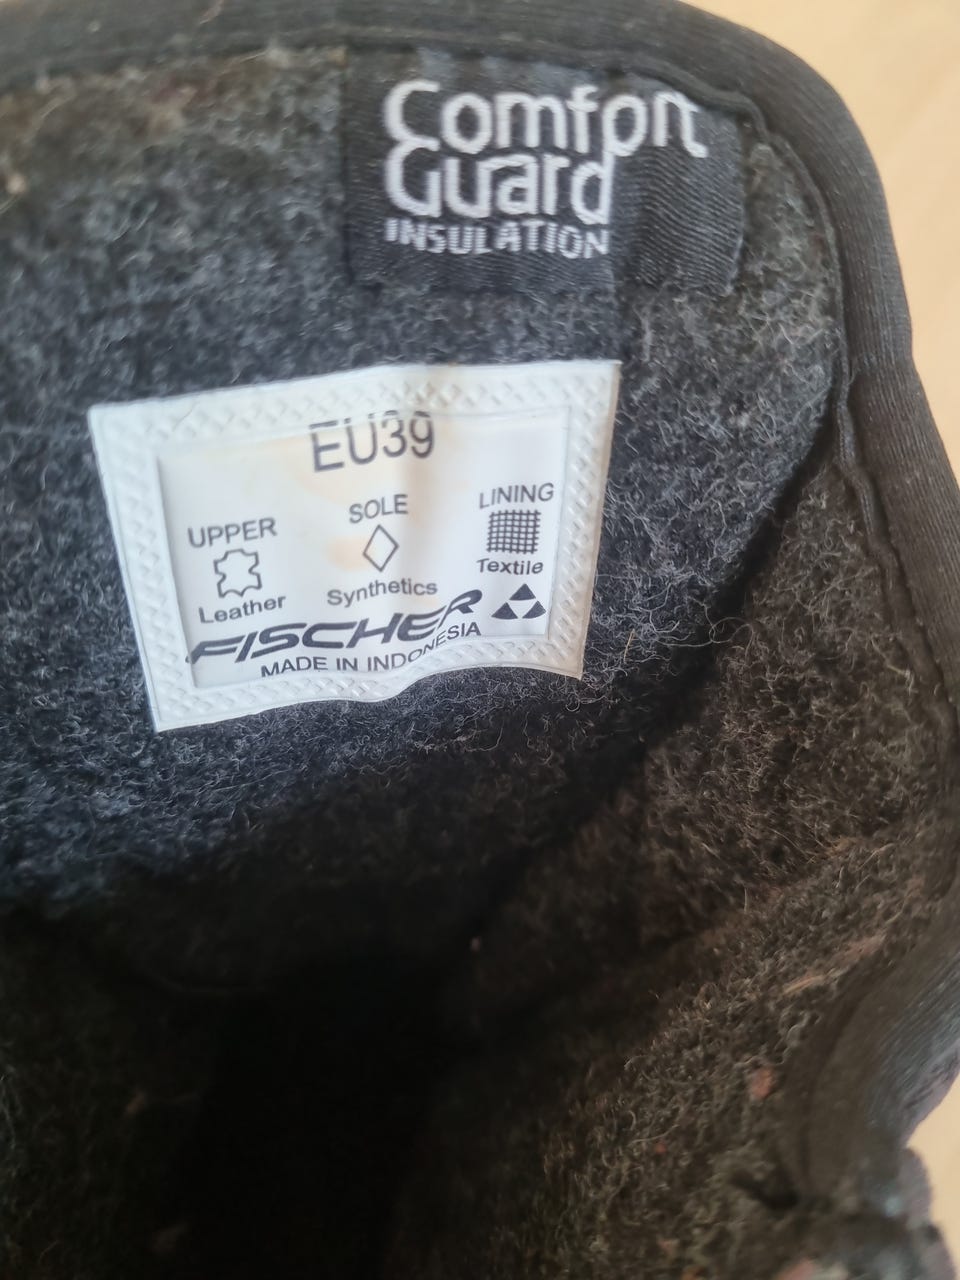 Comfort
Guard
INSULATION
EU39
UPPER
SOLE
LINING
Leather
Synthetics
Textile
FISCHER
MADE IN INDONESIA